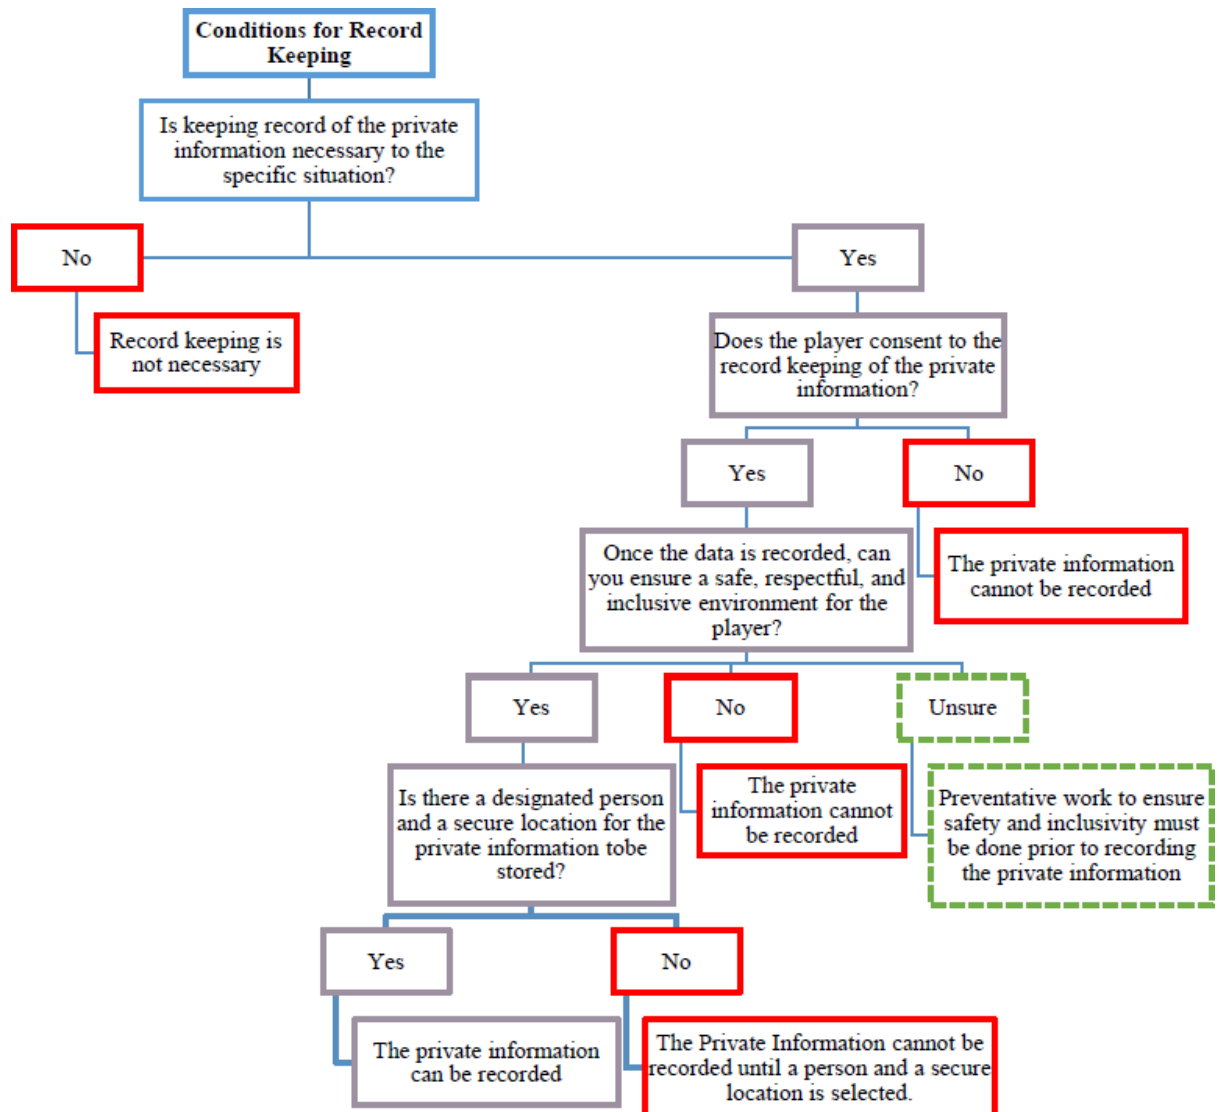 Conditions for Record
Keeping
Is keeping record of the private
information necessary to the
specific situation?
No
Yes
Record keeping is
not necessary
Does the player consent to the
record keeping of the private
information?
Yes
No
Once the data is recorded, can
you ensure a safe, respectful, and
inclusive environment for the
player?
The private information
cannot be recorded
Yes
No
Unsure
Is there a designated person
and a secure location for the
private information tobe
stored?
The private
information cannot
be recorded
Preventative work to ensure
safety and inclusivity must
be done prior to recording
the private information
Yes
No
The private information
can be recorded
The Private Information cannot be
recorded until a person and a secure
location is selected.